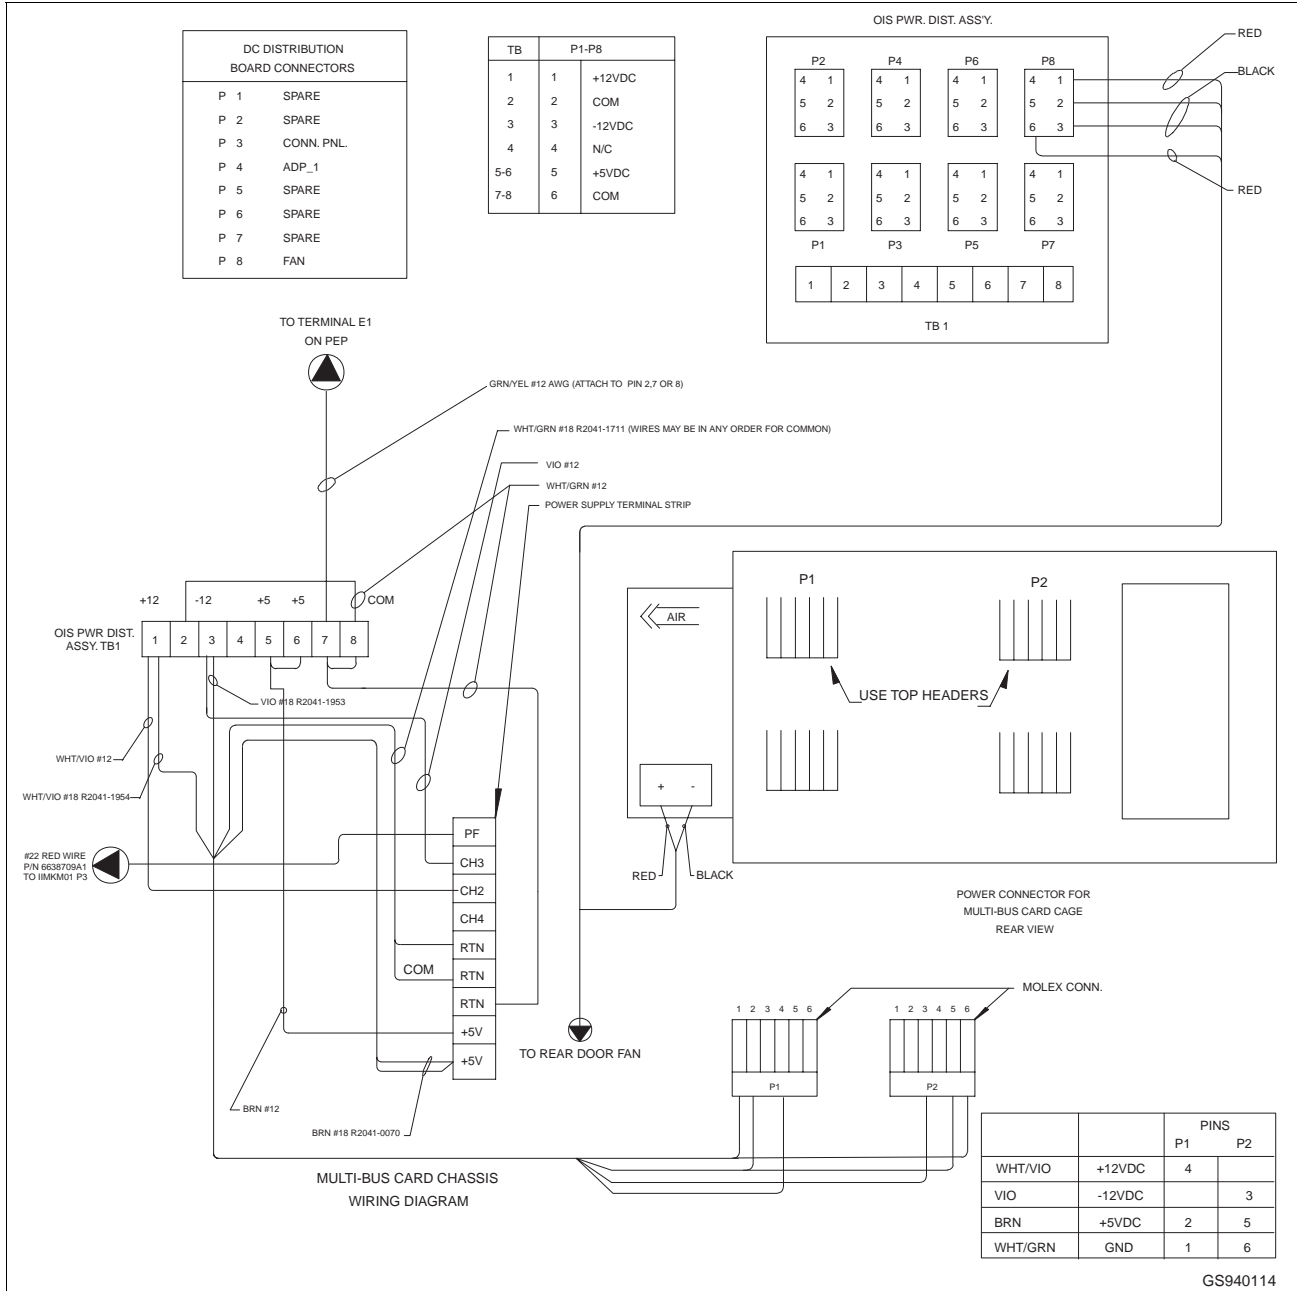 OIS PWR. DIST. ASS'Y.
DC DISTRIBUTION
BOARD CONNECTORS
P 1 SPARE
P 2 SPARE
P 3 CONN. PNL.
P 4 ADP_1
P 5 SPARE
P 6 SPARE
P 7 SPARE
P 8 FAN
TB P1-P8
1 1 +12VDC
2 2 COM
3 3 -12VDC
4 4 N/C
5-6 5 +5VDC
7-8 6 COM
P2 P4 P6 P8
4 1 4 1 4 1 4 1
5 2 5 2 5 2 5 2
6 3 6 3 6 3 6 3
4 1 4 1 4 1 4 1
5 2 5 2 5 2 5 2
6 3 6 3 6 3 6 3
P1 P3 P5 P7
1 2 3 4 5 6 7 8
TB 1
RED
BLACK
RED
TO TERMINAL E1
ON PEP
GRN/YEL #12 AWG (ATTACH TO PIN 2,7 OR 8)
WHT/GRN #18 R2041-1711 (WIRES MAY BE IN ANY ORDER FOR COMMON)
VIO #12
WHT/GRN #12
POWER SUPPLY TERMINAL STRIP
+12 -12 +5 +5 COM
OIS PWR DIST.
ASSY. TB1
1 2 3 4 5 6 7 8
VIO #18 R2041-1953
WHT/VIO #12
WHT/VIO #18 R2041-1954
#22 RED WIRE
P/N 6638709A1
TO IIMKM01 P3
PF
CH3
CH2
CH4
RTN
COM
RTN
RTN
+5V
+5V
BRN #12
BRN #18 R2041-0070
MULTI-BUS CARD CHASSIS
WIRING DIAGRAM
P1 P2
AIR
USE TOP HEADERS
+ -
RED BLACK
POWER CONNECTOR FOR
MULTI-BUS CARD CAGE
REAR VIEW
TO REAR DOOR FAN
MOLEX CONN.
1 2 3 4 5 6 1 2 3 4 5 6
P1 P2
PINS
P1 P2
WHT/VIO +12VDC 4
VIO -12VDC 3
BRN +5VDC 2 5
WHT/GRN GND 1 6
GS940114